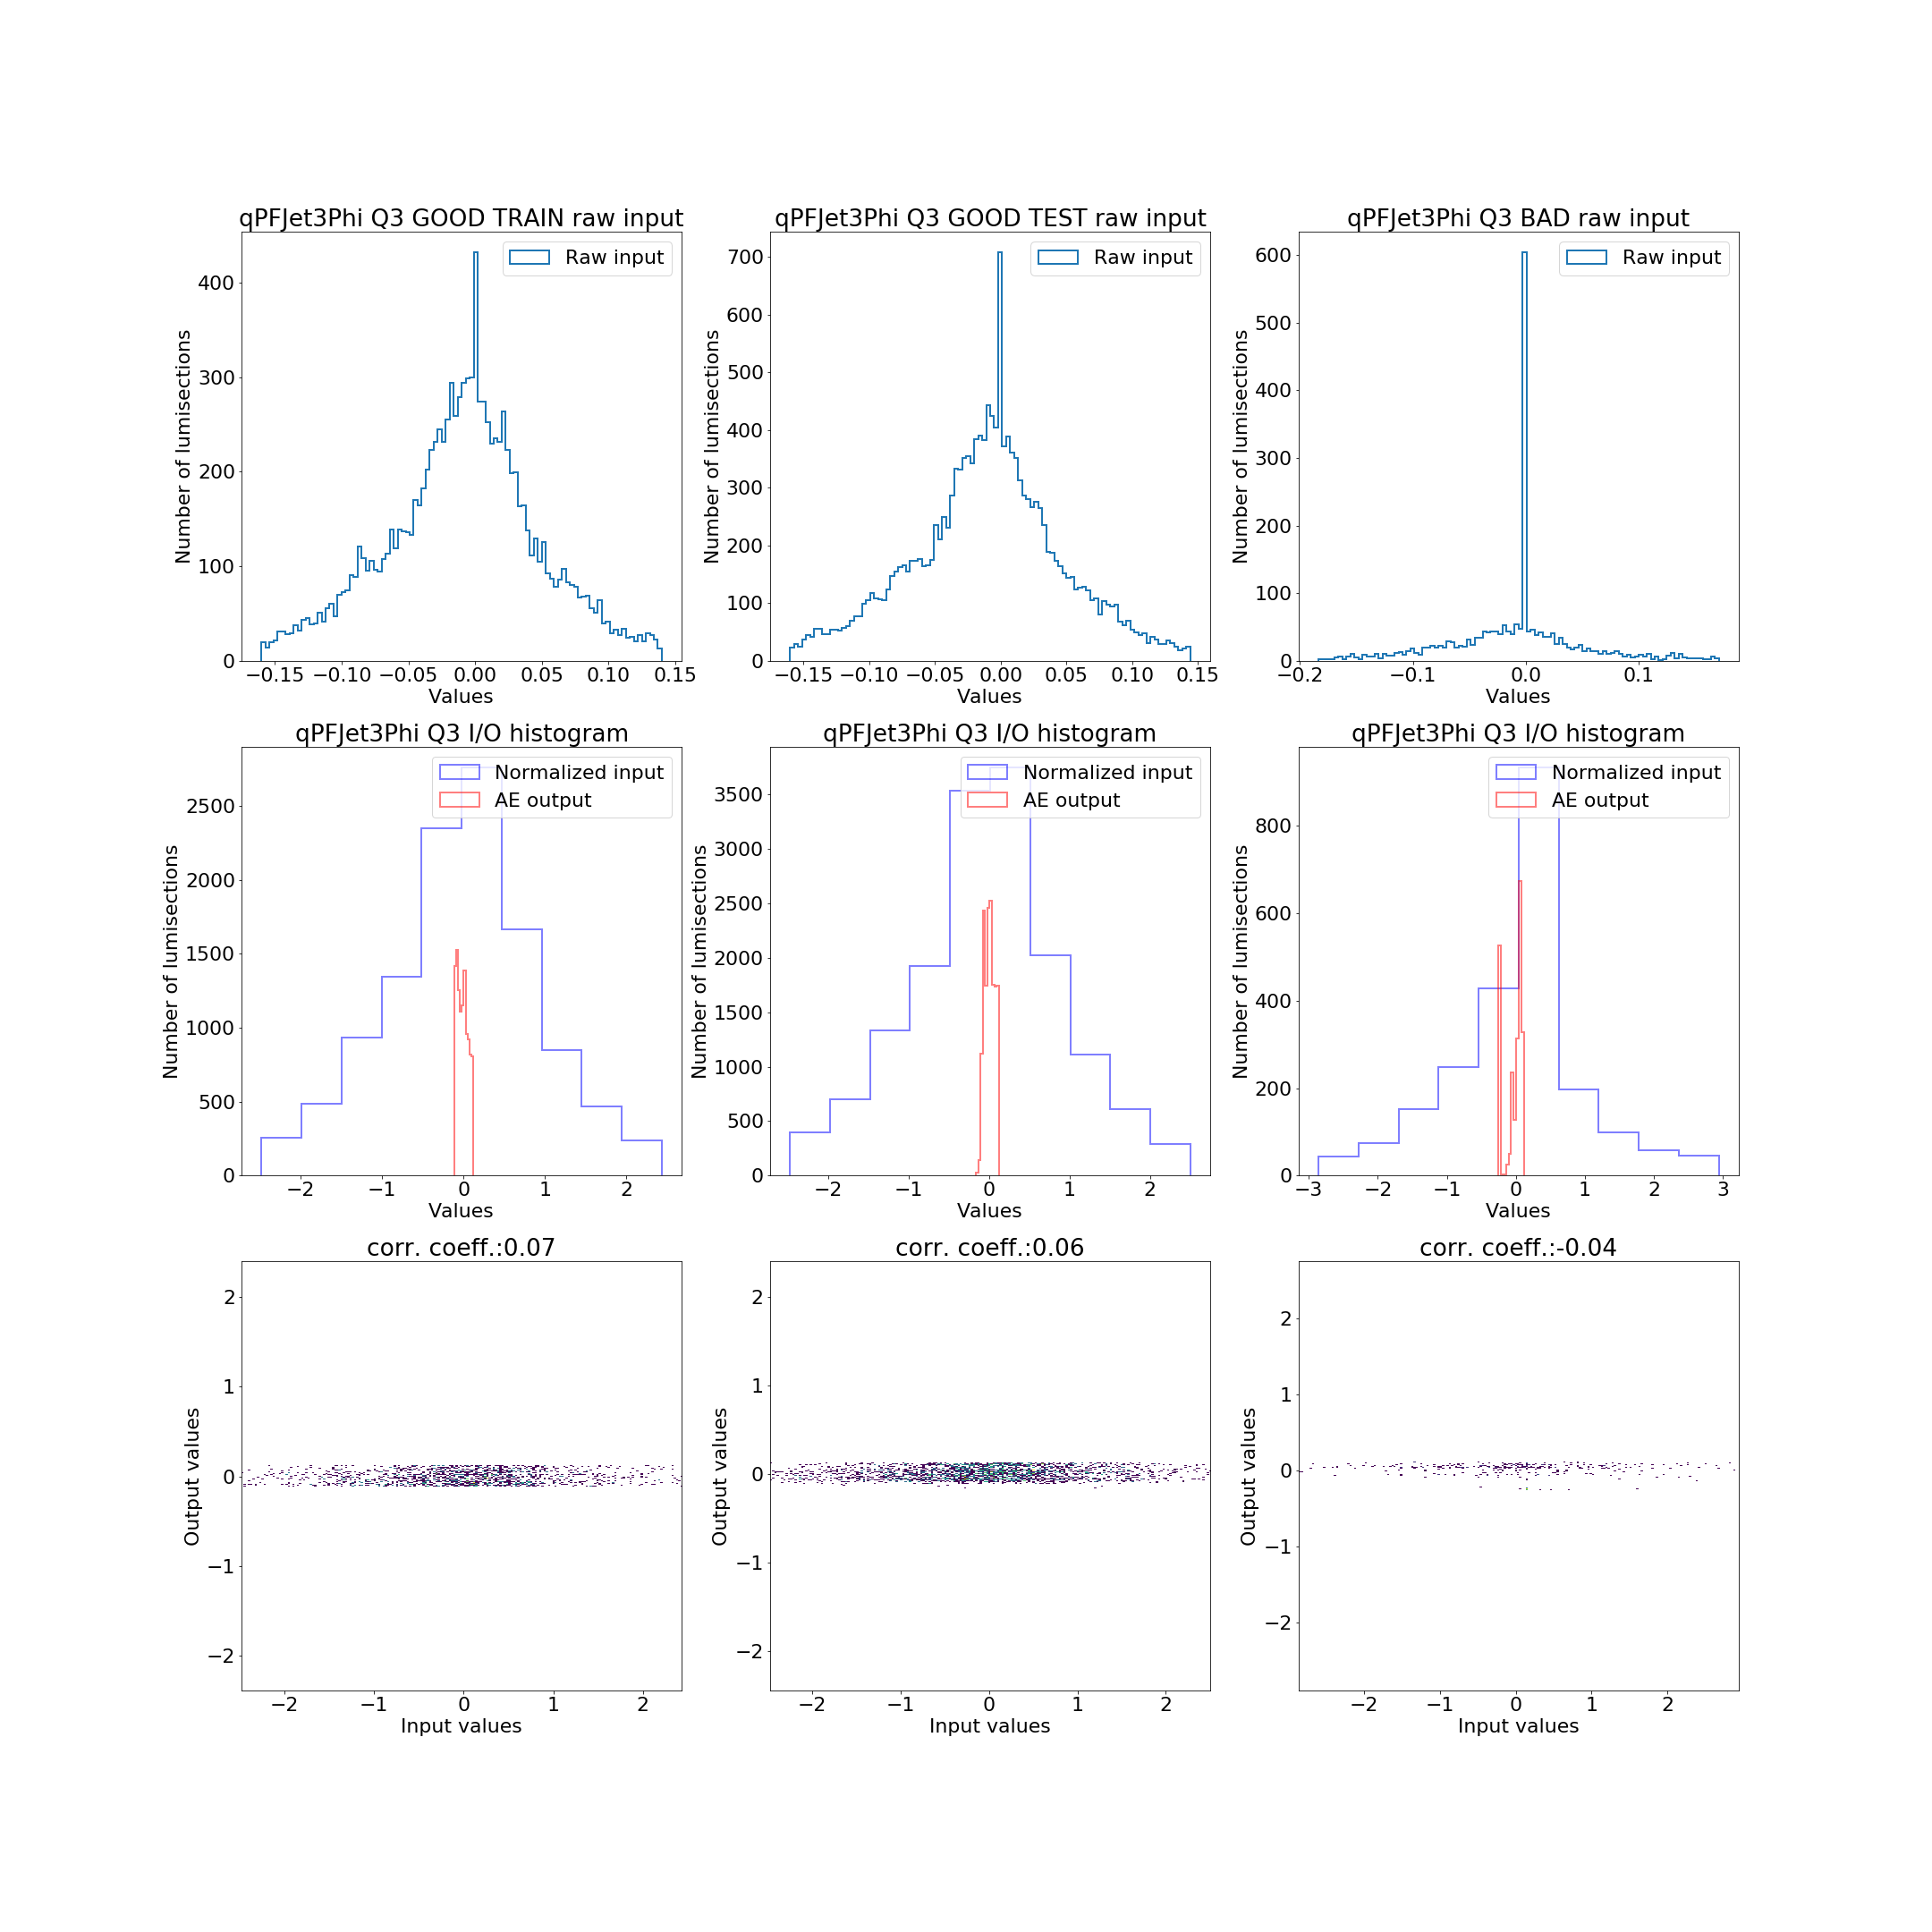 qPFJet3Phi Q3 GOOD TRAIN raw input
Raw input
Number of lumisections
400
300
200
100
0
−0.15 −0.10 −0.05 0.00 0.05 0.10 0.15
Values
qPFJet3Phi Q3 GOOD TEST raw input
Raw input
Number of lumisections
700
600
500
400
300
200
100
0
−0.15 −0.10 −0.05 0.00 0.05 0.10 0.15
Values
qPFJet3Phi Q3 BAD raw input
Raw input
Number of lumisections
600
500
400
300
200
100
0
−0.2 −0.1 0.0 0.1
Values
qPFJet3Phi Q3 I/O histogram
Normalized input
AE output
Number of lumisections
2500
2000
1500
1000
500
0
−2 −1 0 1 2
Values
qPFJet3Phi Q3 I/O histogram
Normalized input
AE output
Number of lumisections
3500
3000
2500
2000
1500
1000
500
0
−2 −1 0 1 2
Values
qPFJet3Phi Q3 I/O histogram
Normalized input
AE output
Number of lumisections
800
600
400
200
0
−3 −2 −1 0 1 2 3
Values
corr. coeff.:0.07
Output values
2
1
0
−1
−2
−2 −1 0 1 2
Input values
corr. coeff.:0.06
Output values
2
1
0
−1
−2
−2 −1 0 1 2
Input values
corr. coeff.:-0.04
Output values
2
1
0
−1
−2
−2 −1 0 1 2
Input values